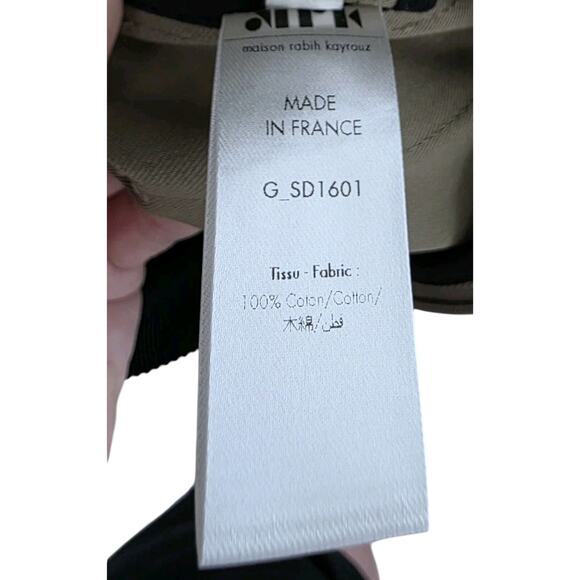 maison rabih kayrouz
MADE
IN FRANCE
G_SD1601
Tissu - Fabric :
100% Coton/Cotton/
木綿/قطن